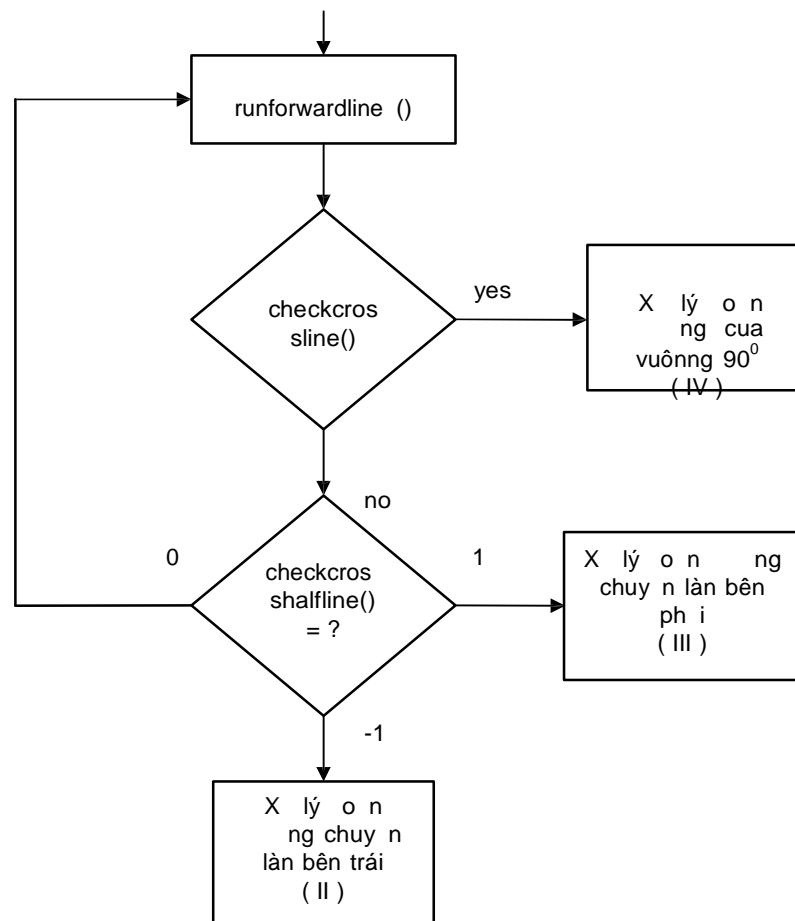 runforwardline ()
checkcros
sline()
yes
X lý o n
ng cua
vuônng 90⁰
( IV )
no
checkcros
shalfline()
= ?
0
1
X lý o n ng
chuy n làn bên
ph i
( III )
-1
X lý o n
ng chuy n
làn bên trái
( II )